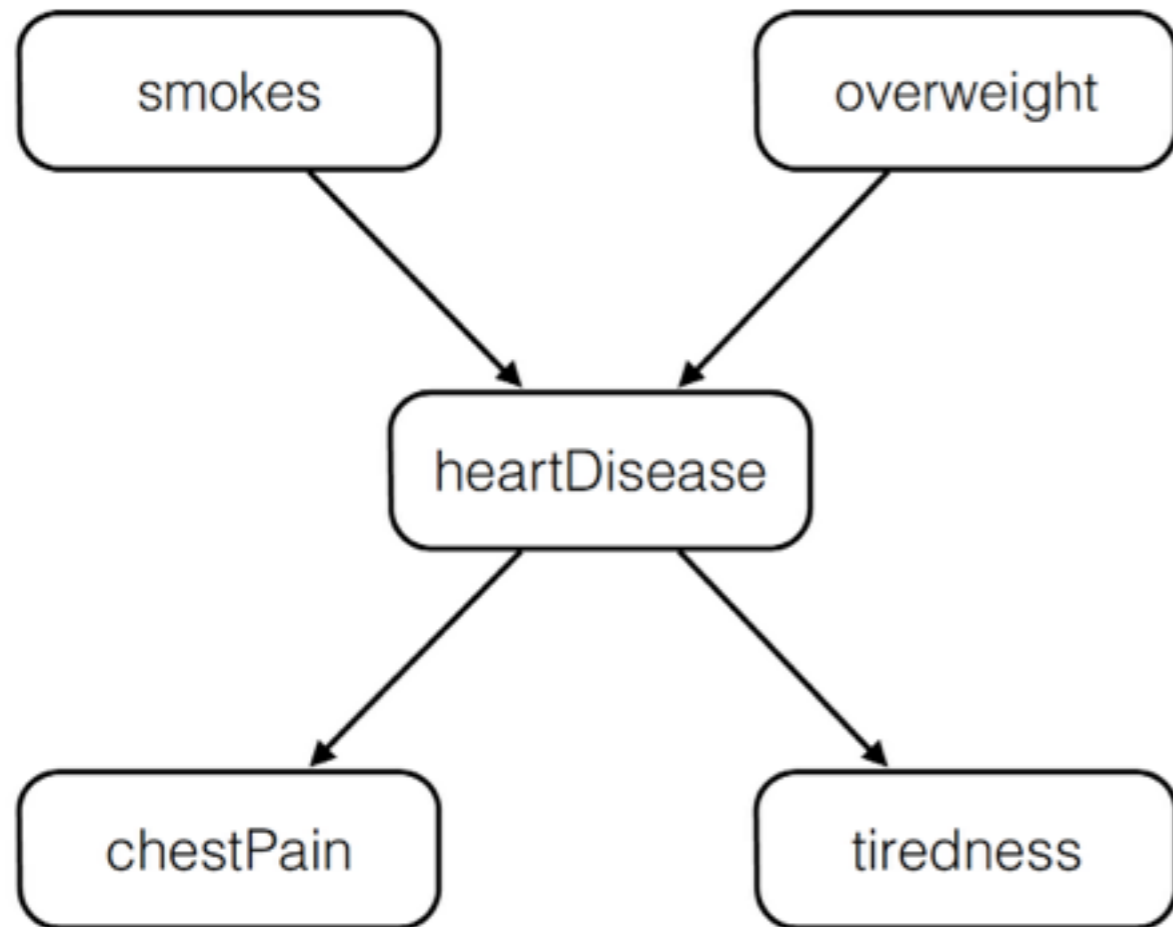 smokes
overweight
heartDisease
chestPain
tiredness